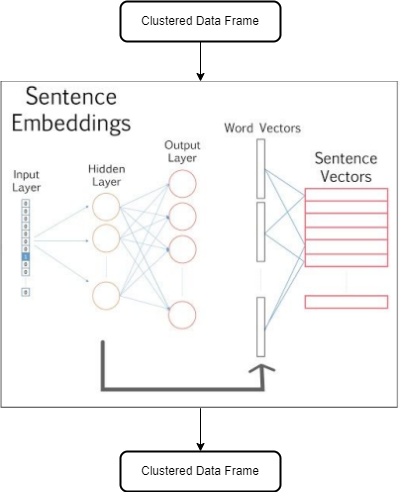 Clustered Data Frame
Sentence
Embeddings
Input
Layer
0
0
0
0
0
0
0
1
0
0
0
Hidden
Layer
Output
Layer
Word Vectors
Sentence
Vectors
Clustered Data Frame